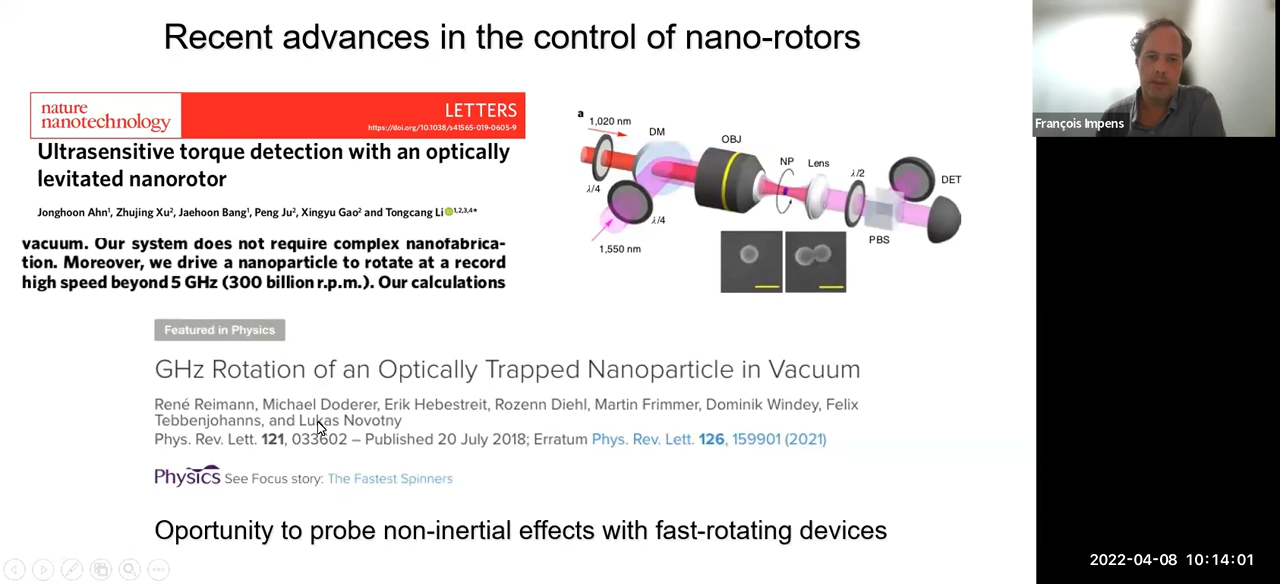 Recent advances in the control of nano-rotors
nature
nanotechnology
LETTERS
https://doi.org/10.1038/s41565-019-0605-9
Ultrasensitive torque detection with an optically
levitated nanorotor
Jonghoon Ahn¹, Zhujing Xu², Jaehoon Bang¹, Peng Ju², Xingyu Gao² and Tongcang Li 1,2,3,4*
vacuum. Our system does not require complex nanofabrica-
tion. Moreover, we drive a nanoparticle to rotate at a record
high speed beyond 5 GHz (300 billion r.p.m.). Our calculations
a
1,020 nm
DM
OBJ
NP
Lens
λ/2
DET
λ/4
λ/4
PBS
1,550 nm
Featured in Physics
GHz Rotation of an Optically Trapped Nanoparticle in Vacuum
René Reimann, Michael Doderer, Erik Hebestreit, Rozenn Diehl, Martin Frimmer, Dominik Windey, Felix
Tebbenjohanns, and Lukas Novotny
Phys. Rev. Lett. 121, 033602 – Published 20 July 2018; Erratum Phys. Rev. Lett. 126, 159901 (2021)
Physics See Focus story: The Fastest Spinners
Oportunity to probe non-inertial effects with fast-rotating devices
François Impens
2022-04-08 10:14:01